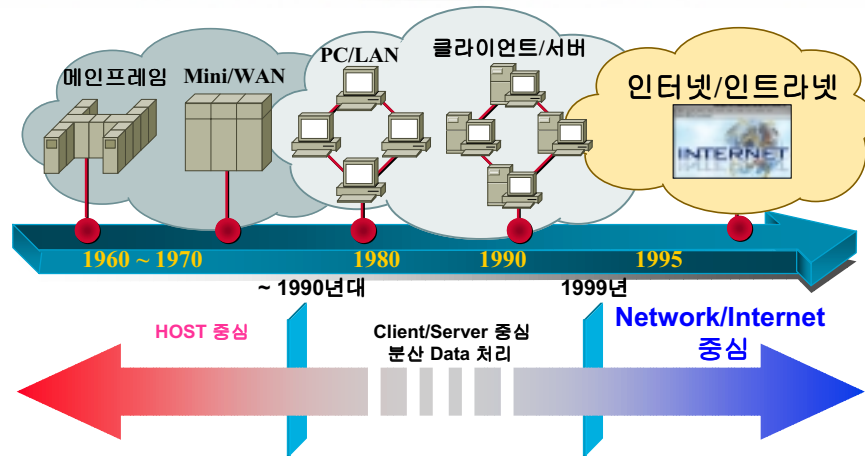 메인프레임
Mini/WAN
PC/LAN
클라이언트/서버
인터넷/인트라넷
INTERNET
1960 ~ 1970
1980
1990
1995
~ 1990년대
1999년
HOST 중심
Client/Server 중심
분산 Data 처리
Network/Internet
중심